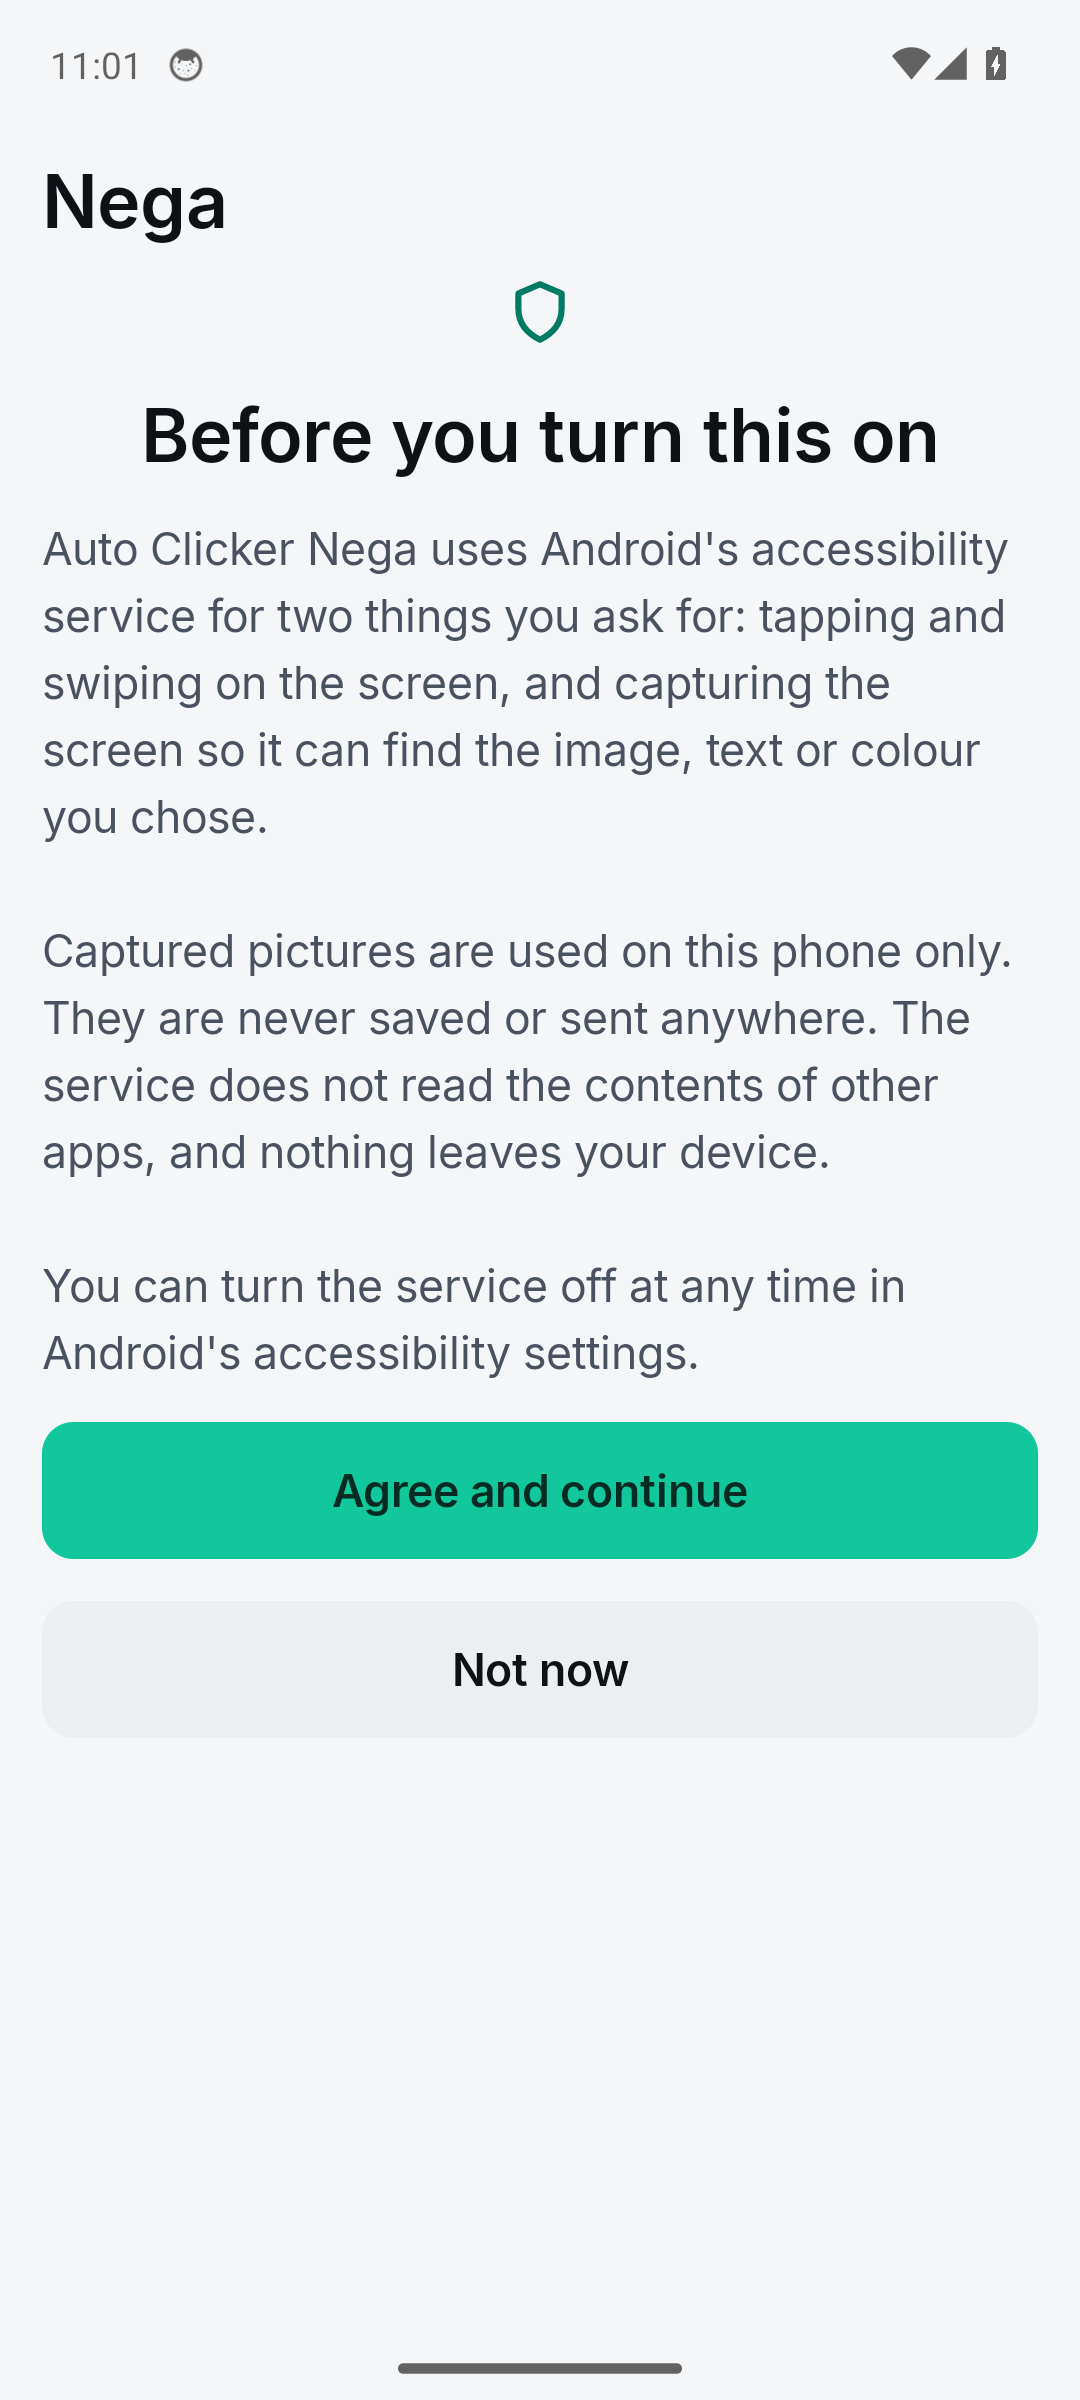 11:01
Nega
Before you turn this on
Auto Clicker Nega uses Android's accessibility
service for two things you ask for: tapping and
swiping on the screen, and capturing the
screen so it can find the image, text or colour
you chose.
Captured pictures are used on this phone only.
They are never saved or sent anywhere. The
service does not read the contents of other
apps, and nothing leaves your device.
You can turn the service off at any time in
Android's accessibility settings.
Agree and continue
Not now